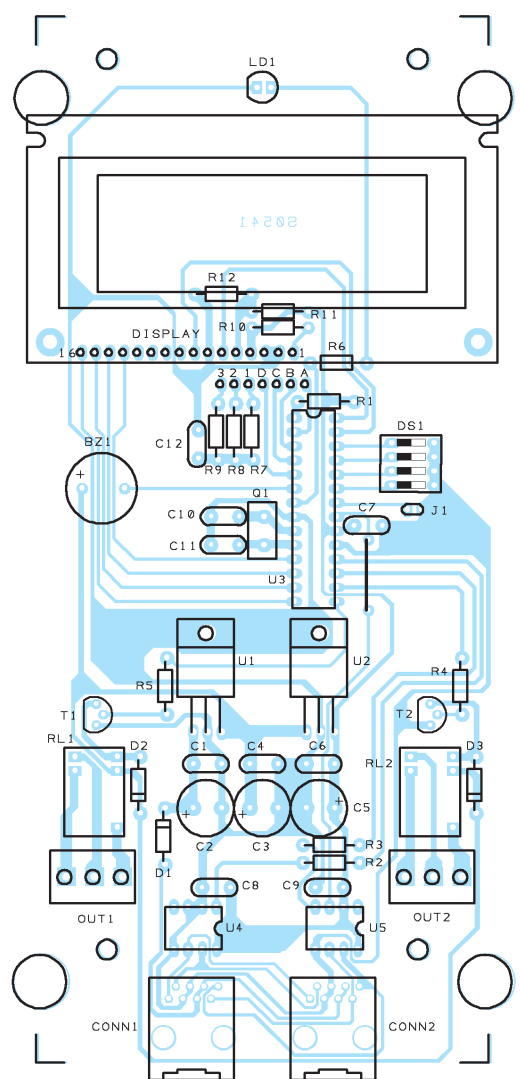 LD1
S0541
R12
R11
R10
DISPLAY
16
1
R6
3 2 1 D C B A
R1
DS1
C12
BZ1
+
R9 R8 R7
Q1
C10
C7
J1
C11
U3
U1
U2
R5
R4
T1
T2
RL1
D2
C1
C4
C6
RL2
D3
+
+
+
C5
C2
C3
R3
R2
D1
C8
C9
OUT1
OUT2
U4
U5
CONN1
CONN2